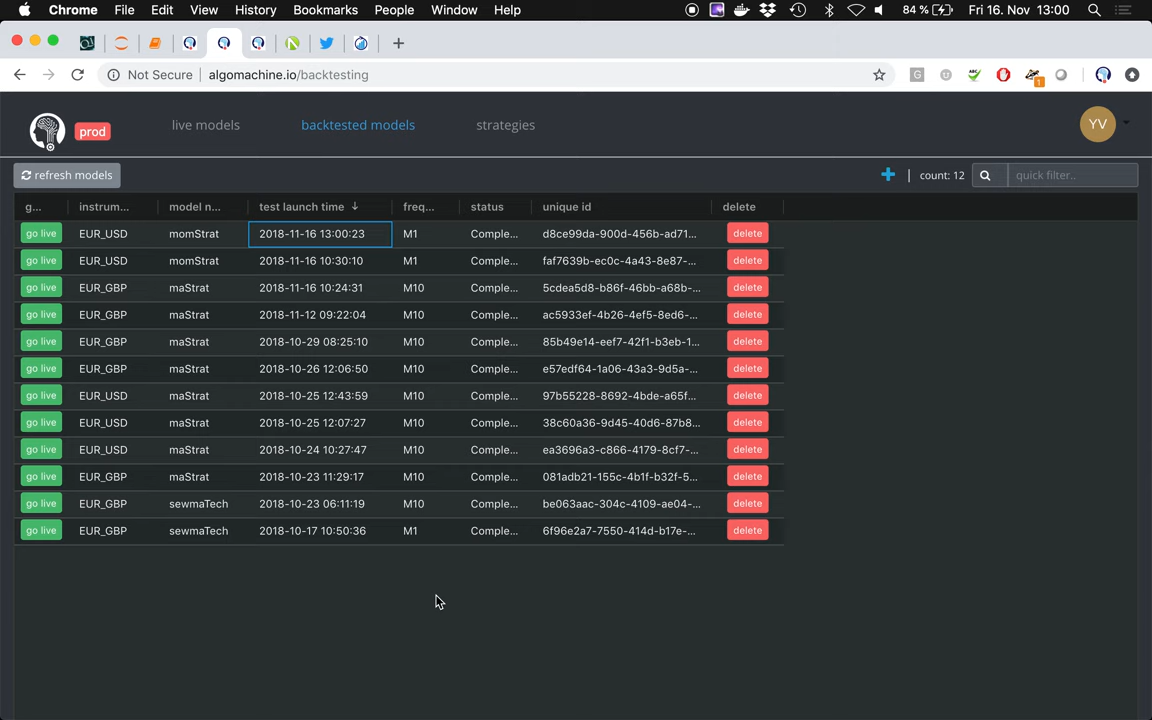 Chrome File Edit View History Bookmarks People Window Help 84 % Fri 16. Nov 13:00
Not Secure algomachine.io/backtesting
prod live models backtested models strategies YV
refresh models + | count: 12 quick filter..
g... instrum... model n... test launch time ↓ freq... status unique id delete
go live EUR_USD momStrat 2018-11-16 13:00:23 M1 Comple... d8ce99da-900d-456b-ad71... delete
go live EUR_USD momStrat 2018-11-16 10:30:10 M1 Comple... faf7639b-ec0c-4a43-8e87-... delete
go live EUR_GBP maStrat 2018-11-16 10:24:31 M10 Comple... 5cdea5d8-b86f-46bb-a68b-... delete
go live EUR_GBP maStrat 2018-11-12 09:22:04 M10 Comple... ac5933ef-4b26-4ef5-8ed6-... delete
go live EUR_GBP maStrat 2018-10-29 08:25:10 M10 Comple... 85b49e14-eef7-42f1-b3eb-1... delete
go live EUR_GBP maStrat 2018-10-26 12:06:50 M10 Comple... e57edf64-1a06-43a3-9d5a-... delete
go live EUR_USD maStrat 2018-10-25 12:43:59 M10 Comple... 97b55228-8692-4bde-a65f... delete
go live EUR_USD maStrat 2018-10-25 12:07:27 M10 Comple... 38c60a36-9d45-40d6-87b8... delete
go live EUR_USD maStrat 2018-10-24 10:27:47 M10 Comple... ea3696a3-c866-4179-8cf7-... delete
go live EUR_GBP maStrat 2018-10-23 11:29:17 M10 Comple... 081adb21-155c-4b1f-b32f-5... delete
go live EUR_GBP sewmaTech 2018-10-23 06:11:19 M10 Comple... be063aac-304c-4109-ae04-... delete
go live EUR_GBP sewmaTech 2018-10-17 10:50:36 M1 Comple... 6f96e2a7-7550-414d-b17e-... delete